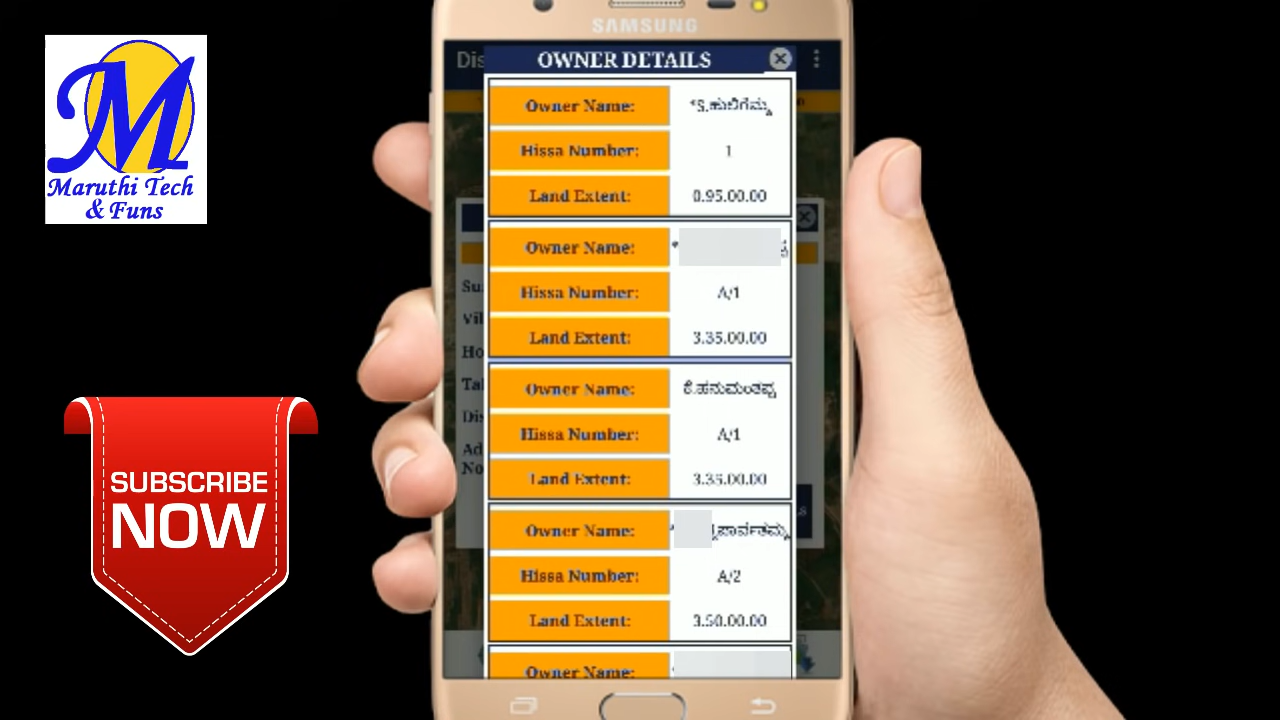 Maruthi Tech
& Funs
SUBSCRIBE
NOW
SAMSUNG
OWNER DETAILS
Owner Name: *S.ಹುಲಿಗೆಮ್ಮ
Hissa Number: 1
Land Extent: 0.95.00.00
Owner Name: *
Hissa Number: A/1
Land Extent: 3.35.00.00
Owner Name: ಕೆ.ಹನುಮಂತಪ್ಪ
Hissa Number: A/1
Land Extent: 3.35.00.00
Owner Name: ಪಾರ್ವತಮ್ಮ
Hissa Number: A/2
Land Extent: 3.50.00.00
Owner Name: